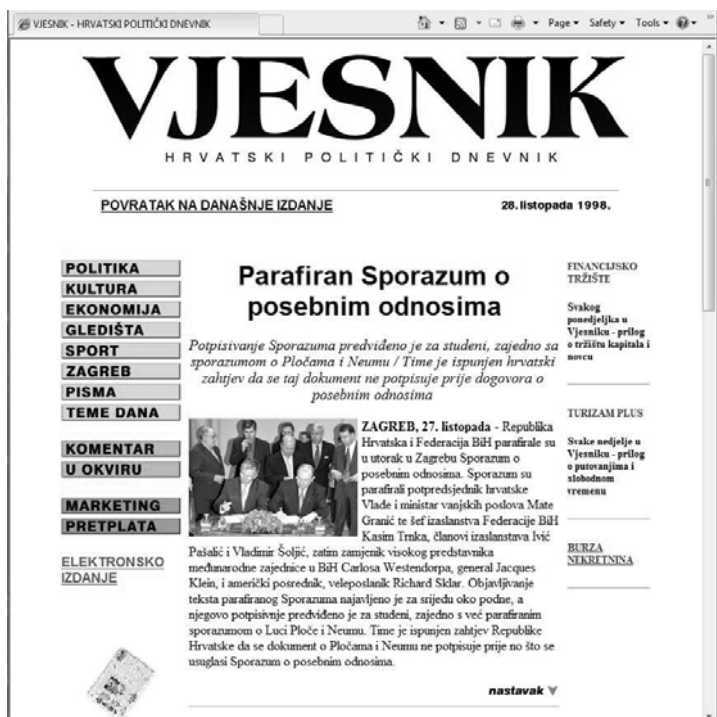 VJESNIK - HRVATSKI POLITIČKI DNEVNIK
Page Safety Tools
VJESNIK
HRVATSKI POLITIČKI DNEVNIK
POVRATAK NA DANAŠNJE IZDANJE
28. listopada 1998.
POLITIKA
KULTURA
EKONOMIJA
GLEDIŠTA
SPORT
ZAGREB
PISMA
TEME DANA
KOMENTAR
U OKVIRU
MARKETING
PRETPLATA
ELEKTRONSKO
IZDANJE
Parafiran Sporazum o
posebnim odnosima
Potpisivanje Sporazuma predviđeno je za studeni, zajedno sa
sporazumom o Pločama i Neumu / Time je ispunjen hrvatski
zahtjev da se taj dokument ne potpisuje prije dogovora o
posebnim odnosima
ZAGREB, 27. listopada - Republika
Hrvatska i Federacija BiH parafirale su
u utorak u Zagrebu Sporazum o
posebnim odnosima. Sporazum su
parafirali potpredsjednik hrvatske
Vlade i ministar vanjskih poslova Mate
Granić te šef izaslanstva Federacije BiH
Kasim Trnka, članovi izaslanstava Ivić
Pašalić i Vladimir Šoljić, zatim zamjenik visokog predstavnika
međunarodne zajednice u BiH Carlosa Westendorpa, general Jacques
Klein, i američki posrednik, veleposlanik Richard Sklar. Objavljivanje
teksta parafiranog Sporazuma najavljeno je za srijedu oko podne, a
njegovo potpisivnje predviđeno je za studeni, zajedno s već parafiranim
sporazumom o Luci Ploče i Neumu. Time je ispunjen zahtjev Republike
Hrvatske da se dokument o Pločama i Neumu ne potpisuje prije no što se
usuglasi Sporazum o posebnim odnosima.
nastavak
FINANCIJSKO
TRŽIŠTE
Svakog
ponedjeljka u
Vjesniku - prilog
o tržištu kapitala i
novcu
TURIZAM PLUS
Svake nedjelje u
Vjesniku - prilog
o putovanjima i
slobodnom
vremenu
BURZA
NEKRETNINA